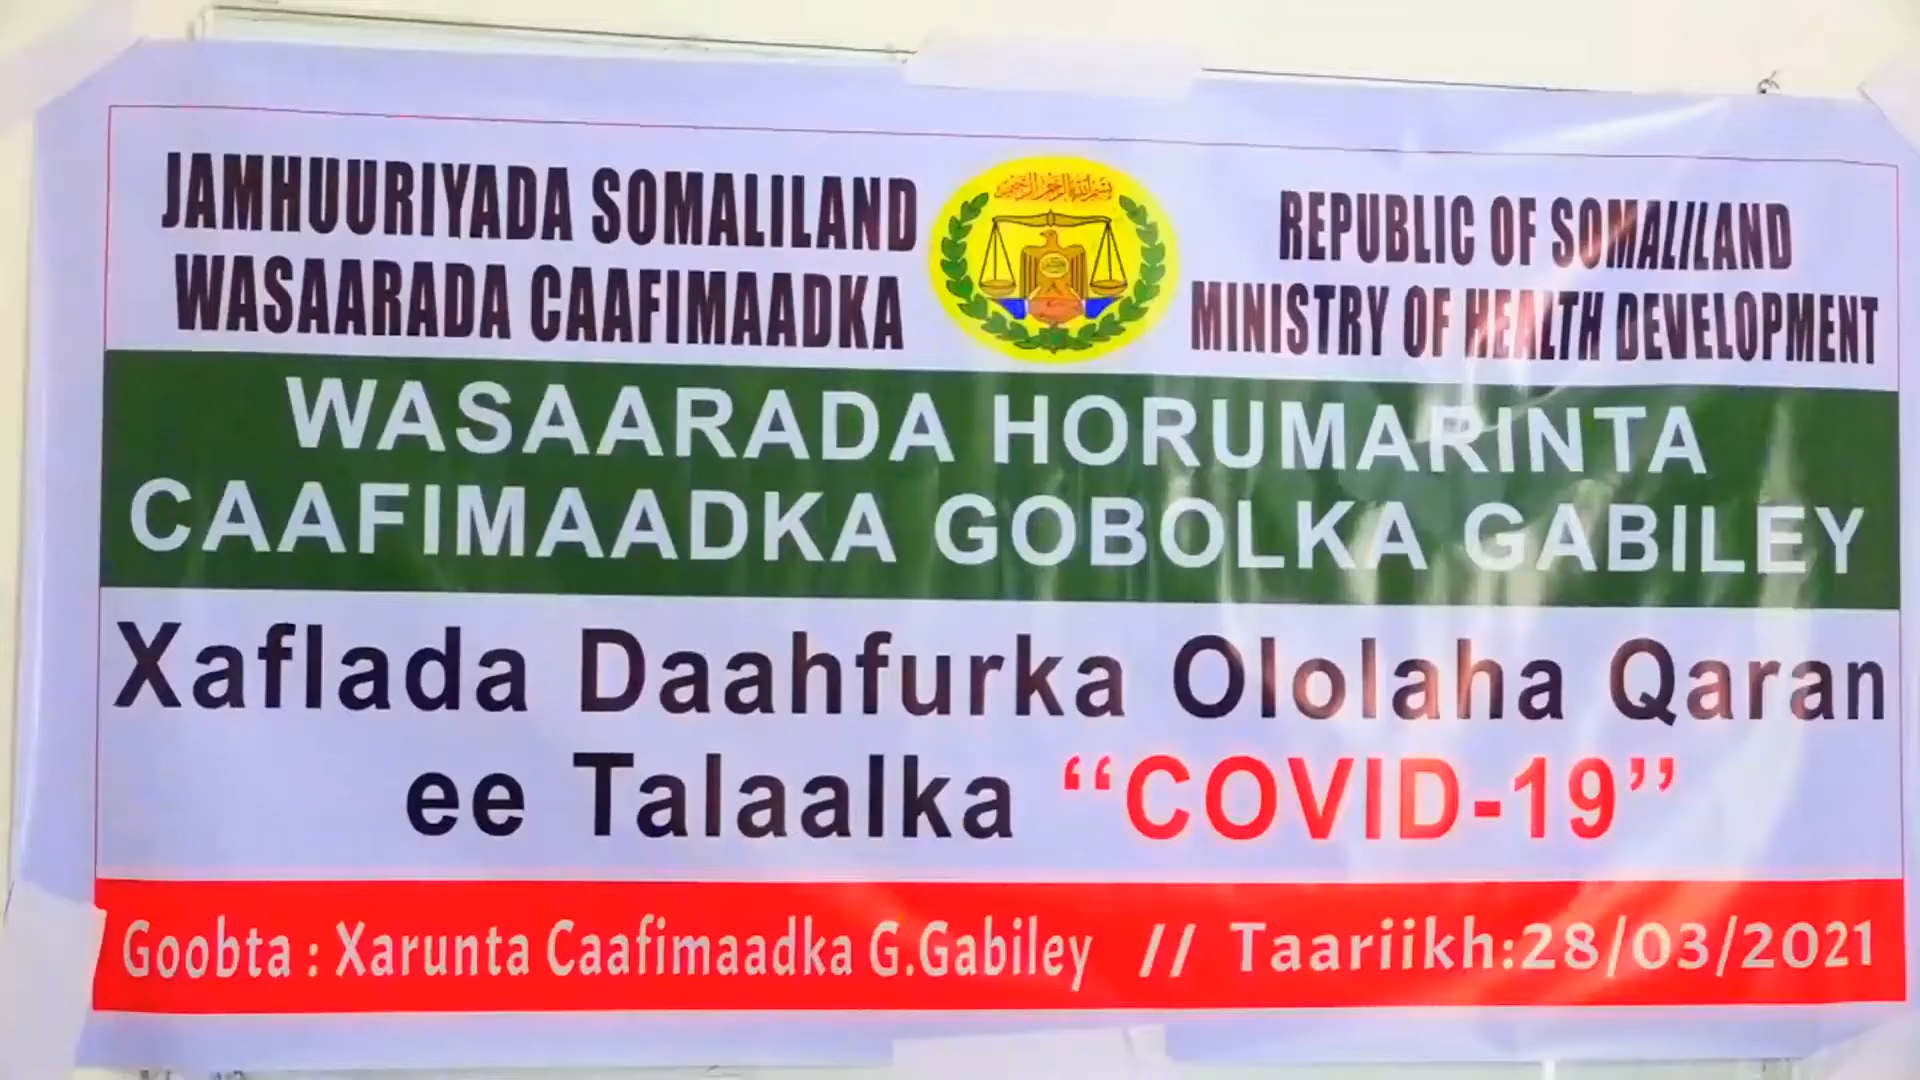 JAMHUURIYADA SOMALILAND
WASAARADA CAAFIMAADKA
REPUBLIC OF SOMALILAND
MINISTRY OF HEALTH DEVELOPMENT
WASAARADA HORUMARINTA
CAAFIMAADKA GOBOLKA GABILEY
Xaflada Daahfurka Ololaha Qaran
ee Talaalka “COVID-19”
Goobta : Xarunta Caafimaadka G.Gabiley // Taariikh:28/03/2021